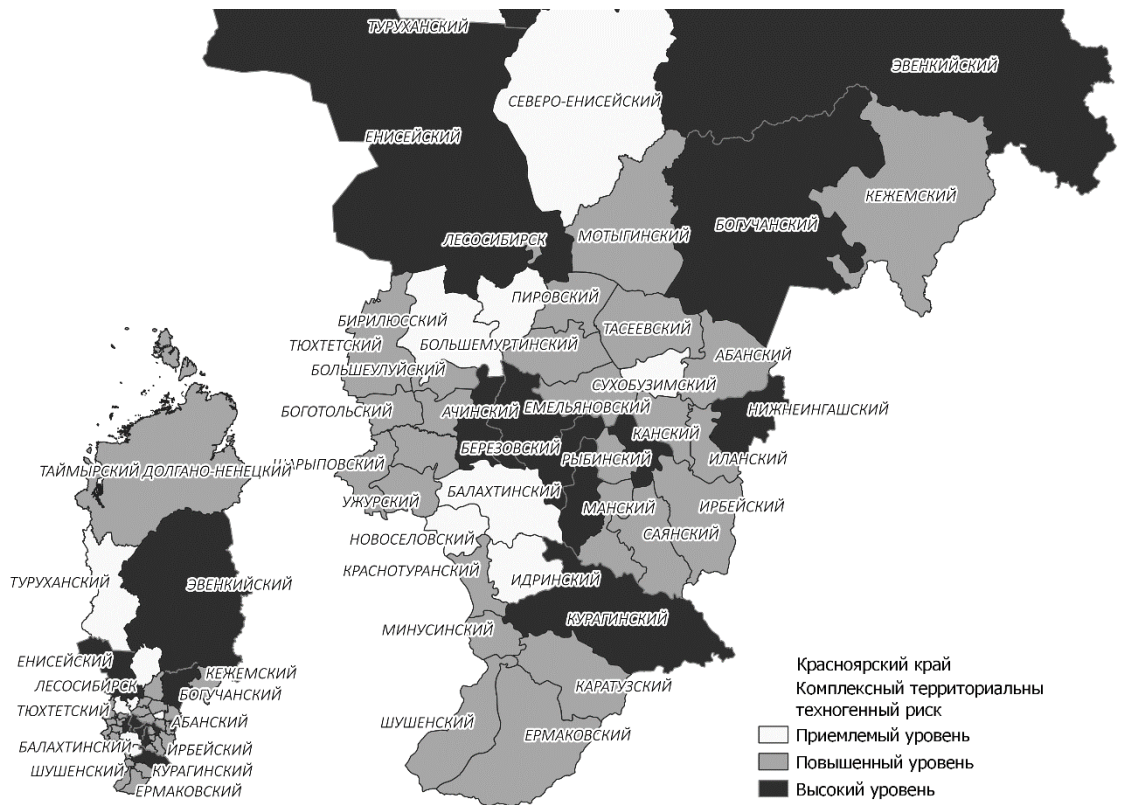 ТУРУХАНСКИЙ
ЭВЕНКИЙСКИЙ
СЕВЕРО-ЕНИСЕЙСКИЙ
ЕНИСЕЙСКИЙ
КЕЖЕМСКИЙ
БОГУЧАНСКИЙ
МОТЫГИНСКИЙ
ЛЕСОСИБИРСК
ПИРОВСКИЙ
БИРИЛЮССКИЙ
ТАСЕЕВСКИЙ
ТЮХТЕТСКИЙ
БОЛЬШЕМУРТИНСКИЙ
АБАНСКИЙ
БОЛЬШЕУЛУЙСКИЙ
СУХОБУЗИМСКИЙ
БОГОТОЛЬСКИЙ
АЧИНСКИЙ
ЕМЕЛЬЯНОВСКИЙ
НИЖНЕИНГАШСКИЙ
КАНСКИЙ
БЕРЕЗОВСКИЙ
РЫБИНСКИЙ
ИЛАНСКИЙ
ШАРЫПОВСКИЙ
ТАЙМЫРСКИЙ ДОЛГАНО-НЕНЕЦКИЙ
УЖУРСКИЙ
БАЛАХТИНСКИЙ
МАНСКИЙ
ИРБЕЙСКИЙ
НОВОСЕЛОВСКИЙ
САЯНСКИЙ
КРАСНОТУРАНСКИЙ
ИДРИНСКИЙ
ТУРУХАНСКИЙ
ЭВЕНКИЙСКИЙ
КУРАГИНСКИЙ
МИНУСИНСКИЙ
ЕНИСЕЙСКИЙ
КЕЖЕМСКИЙ
ЛЕСОСИБИРСК
БОГУЧАНСКИЙ
КАРАТУЗСКИЙ
ТЮХТЕТСКИЙ
АБАНСКИЙ
ШУШЕНСКИЙ
ЕРМАКОВСКИЙ
БАЛАХТИНСКИЙ
ИРБЕЙСКИЙ
ШУШЕНСКИЙ
КУРАГИНСКИЙ
ЕРМАКОВСКИЙ
Красноярский край
Комплексный территориальны
техногенный риск
Приемлемый уровень
Повышенный уровень
Высокий уровень